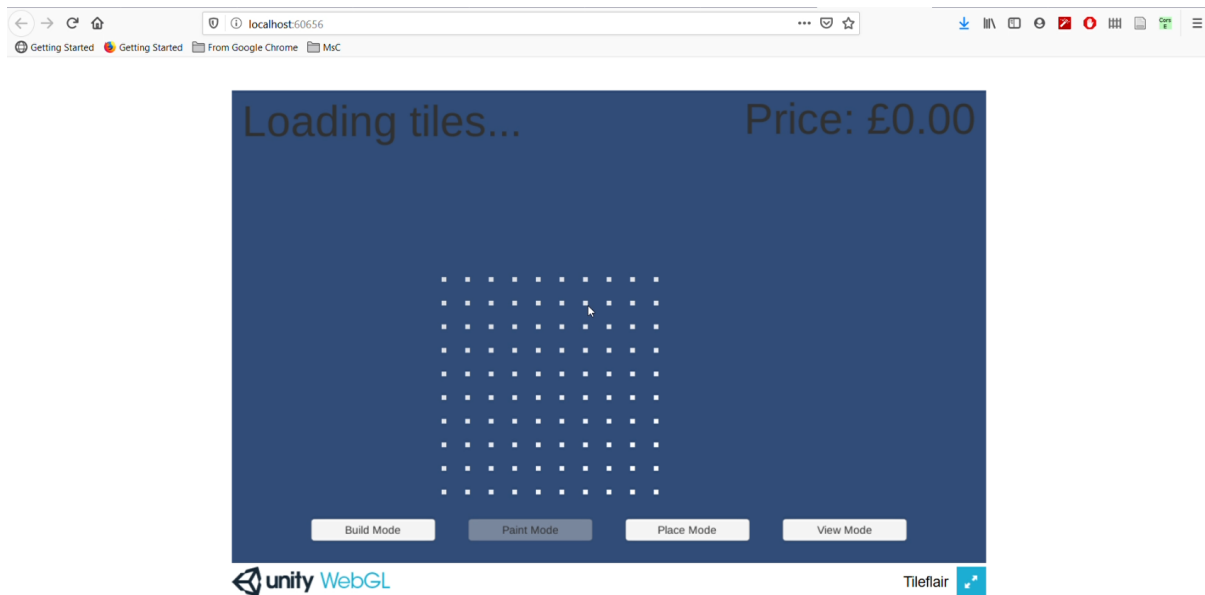 localhost:60656
Getting Started Getting Started From Google Chrome MsC
Loading tiles... Price: £0.00
Build Mode Paint Mode Place Mode View Mode
unity WebGL Tileflair